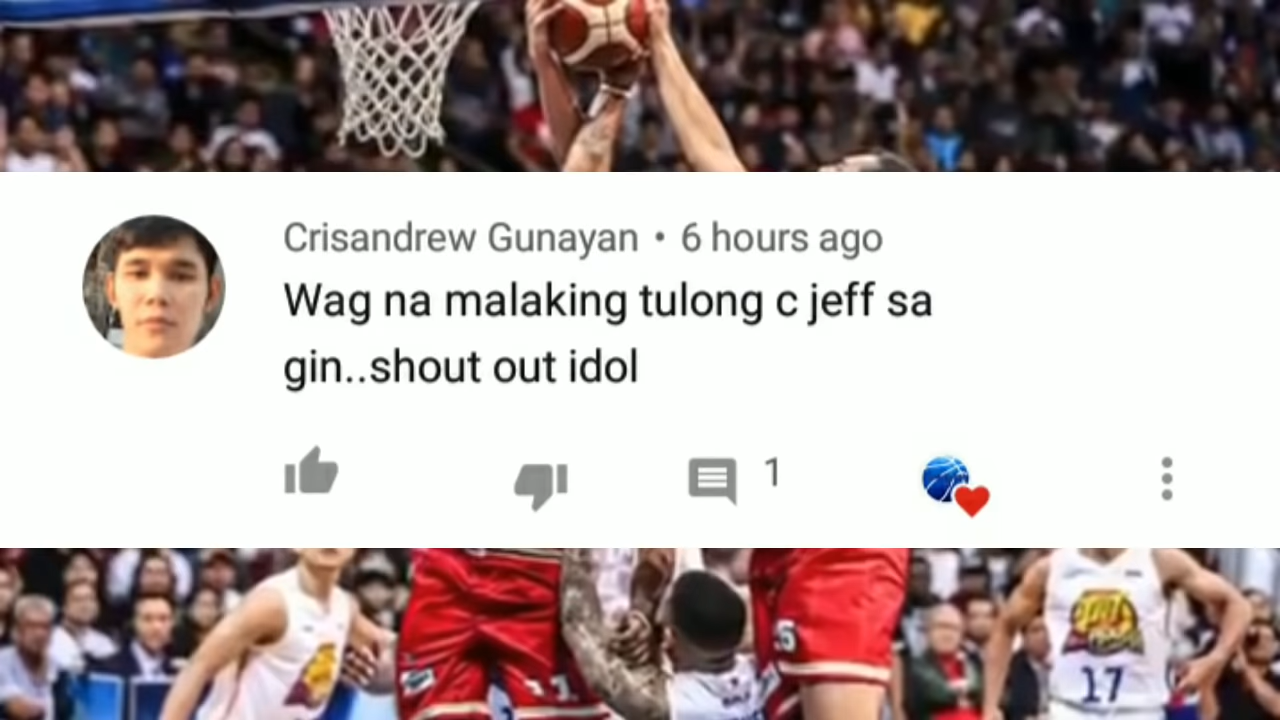 Crisandrew Gunayan • 6 hours ago
Wag na malaking tulong c jeff sa
gin..shout out idol
1
17